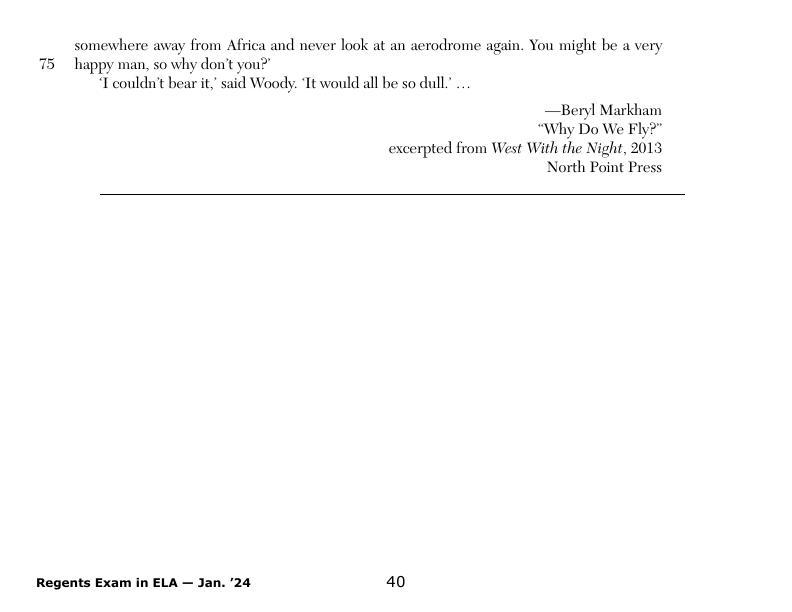 somewhere away from Africa and never look at an aerodrome again. You might be a very
75 happy man, so why don’t you?’
‘I couldn’t bear it,’ said Woody. ‘It would all be so dull.’ …
—Beryl Markham
“Why Do We Fly?”
excerpted from West With the Night, 2013
North Point Press
Regents Exam in ELA — Jan. ’24 40